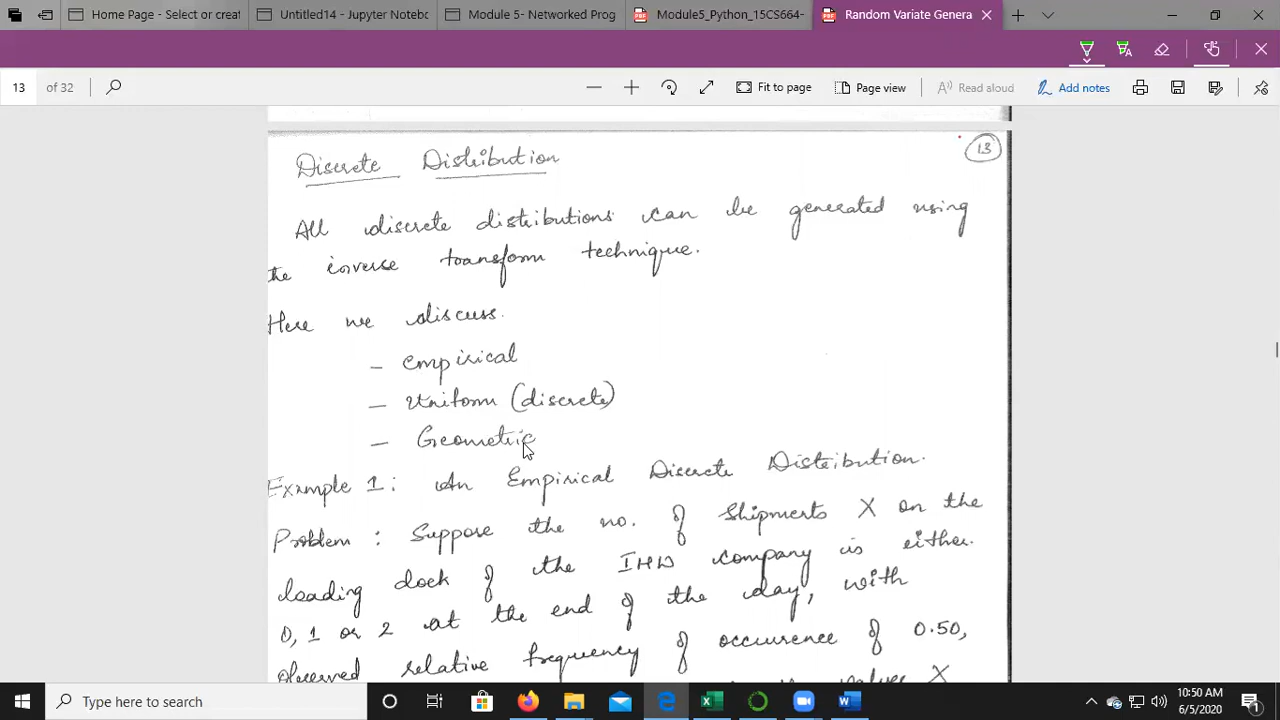 Home Page - Select or creat
Untitled14 - Jupyter Notebo
Module 5- Networked Prog
Module5_Python_15CS664-
Random Variate Genera
13 of 32
Fit to page
Page view
Read aloud
Add notes
13
Discrete Distribution
All discrete distributions can be generated using
the inverse transform technique.
Here we discuss.
- empirical
- Uniform (discrete)
- Geometric
Example 1: An Empirical Discrete Distribution.
Problem: Suppose the no. of Shipments X on the
loading dock of the IHW company is either
0, 1 or 2 at the end of the day, with
observed relative frequency of occurrence of 0.50,
values X
Type here to search
10:50 AM
6/5/2020